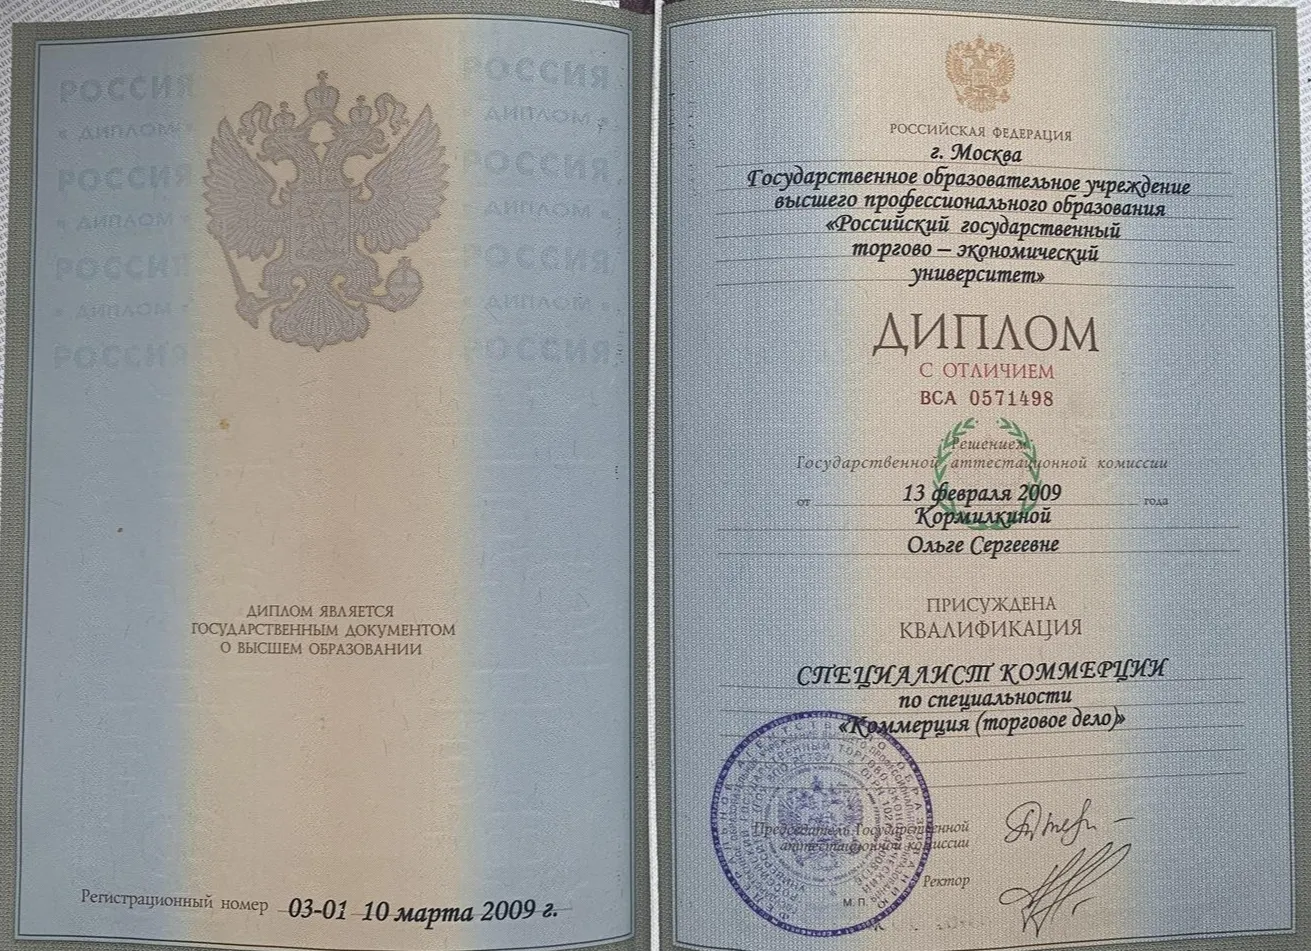 РОССИЯ РОССИЯ
« ДИПЛОМ » « ДИПЛОМ »
РОССИЯ РОССИЯ
« ДИПЛОМ » « ДИПЛОМ »
РОССИЯ РОССИЯ
« ДИПЛОМ » « ДИПЛОМ »
РОССИЯ РОССИЯ
ДИПЛОМ ЯВЛЯЕТСЯ
ГОСУДАРСТВЕННЫМ ДОКУМЕНТОМ
О ВЫСШЕМ ОБРАЗОВАНИИ
Регистрационный номер 03-01 10 марта 2009 г.
РОССИЙСКАЯ ФЕДЕРАЦИЯ
г. Москва
Государственное образовательное учреждение
высшего профессионального образования
«Российский государственный
торгово – экономический
университет»
ДИПЛОМ
С ОТЛИЧИЕМ
ВСА 0571498
Решением
Государственной аттестационной комиссии
от 13 февраля 2009 года
Кормилкиной
Ольге Сергеевне
ПРИСУЖДЕНА
КВАЛИФИКАЦИЯ
СПЕЦИАЛИСТ КОММЕРЦИИ
по специальности
«Коммерция (торговое дело)»
Председатель Государственной
аттестационной комиссии
Ректор
М. П.